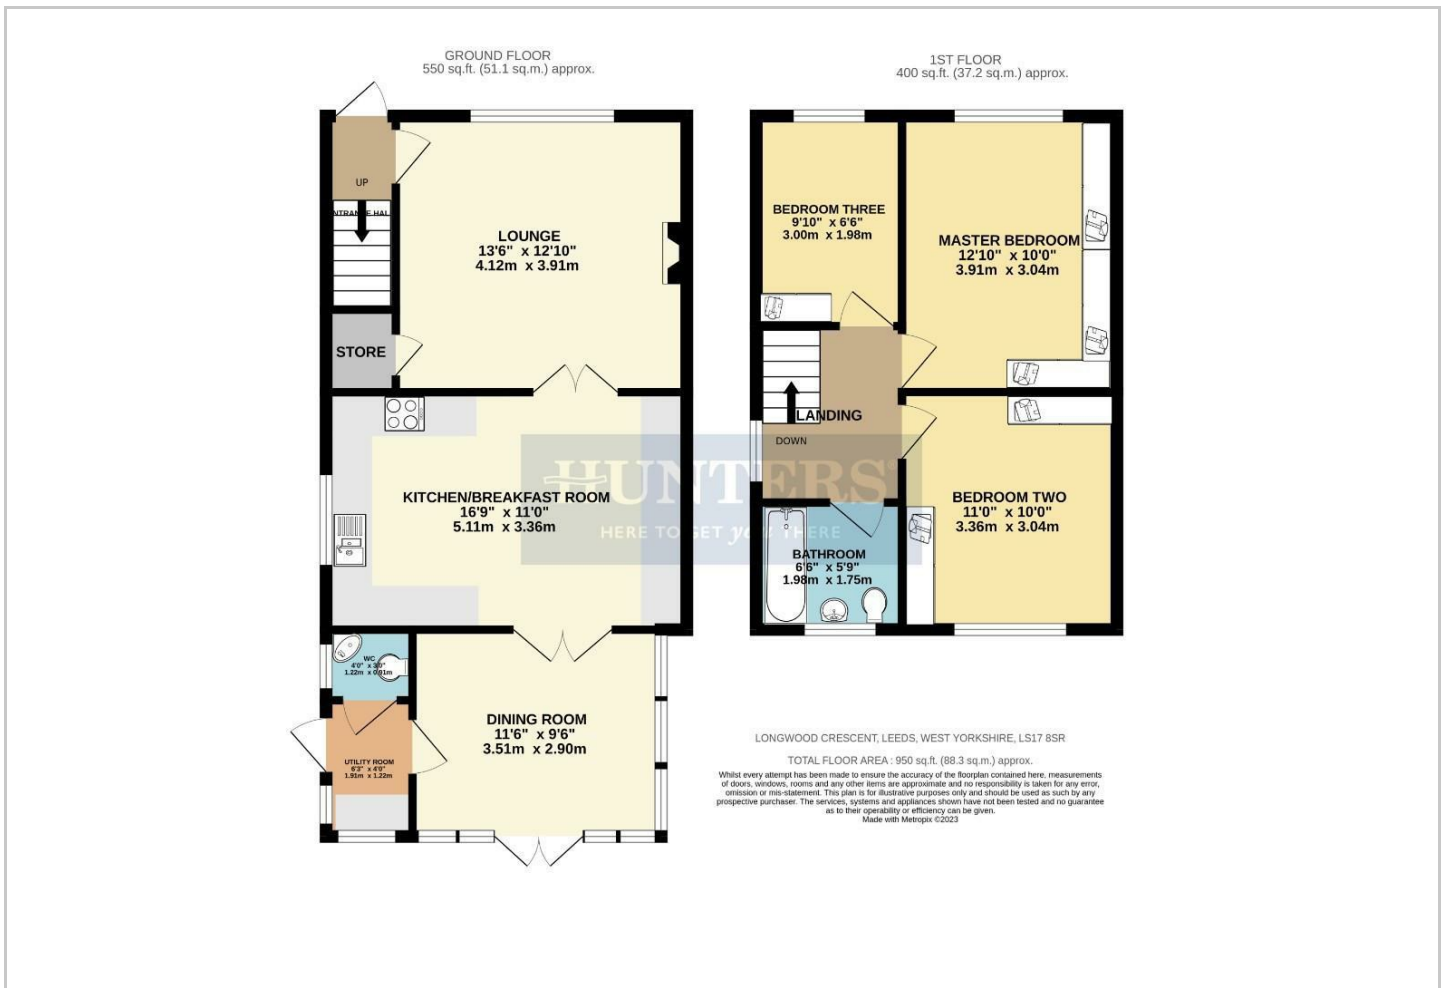 GROUND FLOOR
550 sq.ft. (51.1 sq.m.) approx.
UP
LOUNGE
13'6" x 12'10"
4.12m x 3.91m
STORE
KITCHEN/BREAKFAST ROOM
16'9" x 11'0"
5.11m x 3.36m
WC
4'0" x 3'0"
1.22m x 0.91m
UTILITY ROOM
6'3" x 4'0"
1.91m x 1.22m
DINING ROOM
11'6" x 9'6"
3.51m x 2.90m
1ST FLOOR
400 sq.ft. (37.2 sq.m.) approx.
BEDROOM THREE
9'10" x 6'6"
3.00m x 1.98m
MASTER BEDROOM
12'10" x 10'0"
3.91m x 3.04m
LANDING
DOWN
BEDROOM TWO
11'0" x 10'0"
3.36m x 3.04m
BATHROOM
6'6" x 5'9"
1.98m x 1.75m
HUNTERS
HERE TO GET you THERE
LONGWOOD CRESCENT, LEEDS, WEST YORKSHIRE, LS17 8SR
TOTAL FLOOR AREA : 950 sq.ft. (88.3 sq.m.) approx.
Whilst every attempt has been made to ensure the accuracy of the floorplan contained here, measurements
of doors, windows, rooms and any other items are approximate and no responsibility is taken for any error,
omission or mis-statement. This plan is for illustrative purposes only and should be used as such by any
prospective purchaser. The services, systems and appliances shown have not been tested and no guarantee
as to their operability or efficiency can be given.
Made with Metropix ©2023